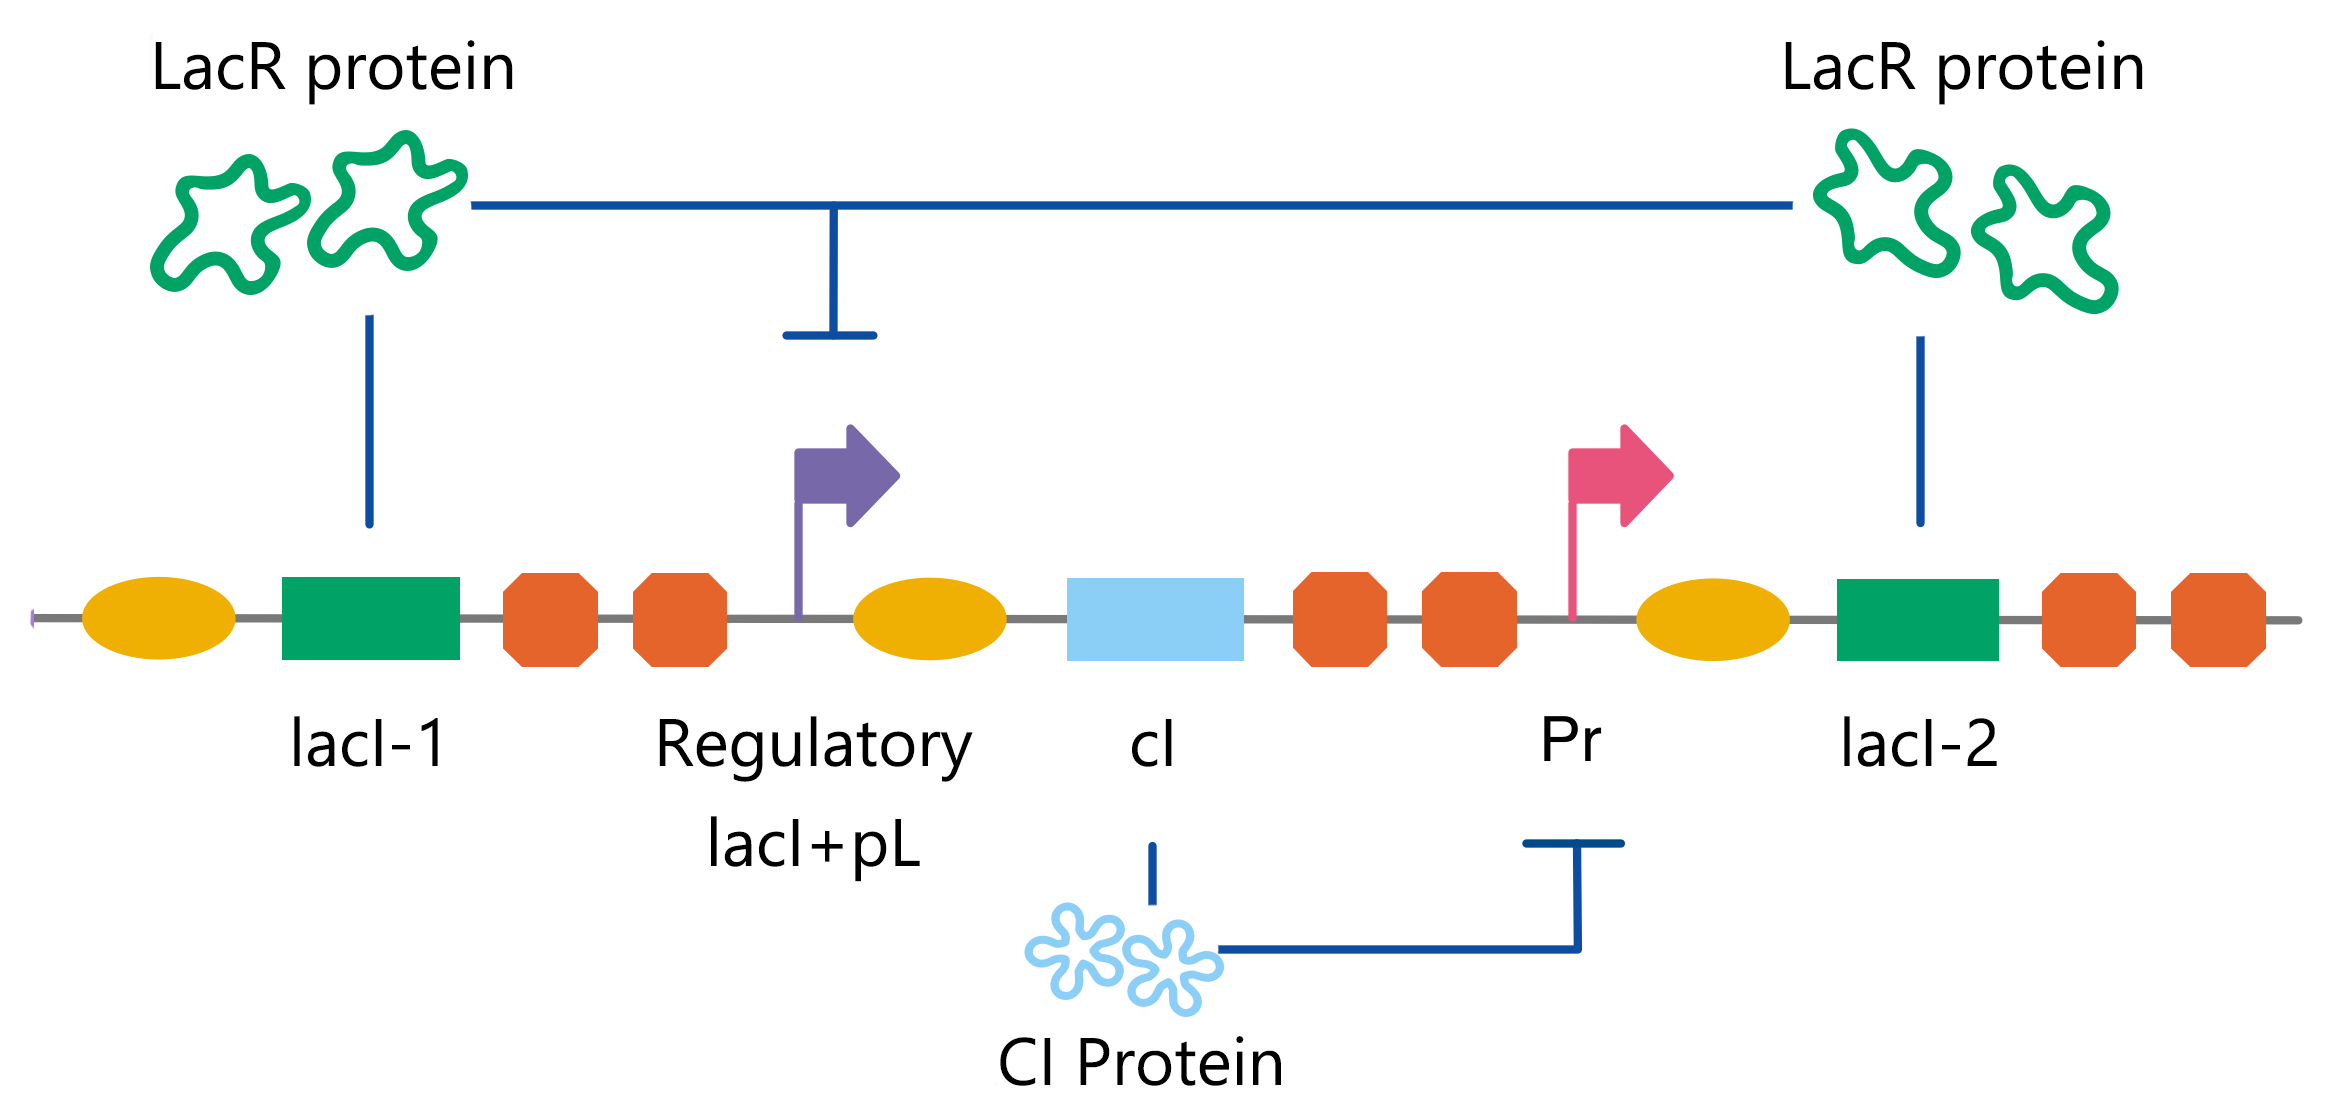 LacR protein
LacR protein
lacI-1
Regulatory
lacI+pL
cI
Pr
lacI-2
CI Protein